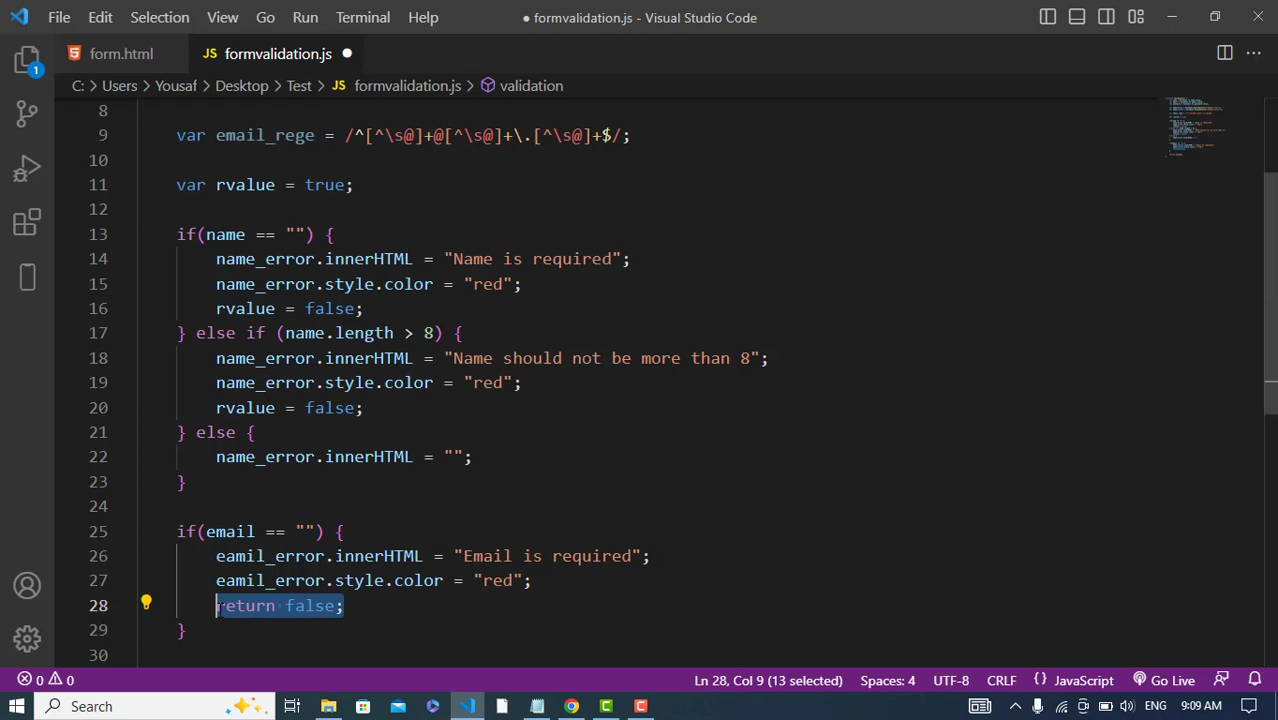 File Edit Selection View Go Run Terminal Help ● formvalidation.js - Visual Studio Code
form.html JS formvalidation.js ●
C: > Users > Yousaf > Desktop > Test > JS formvalidation.js > validation
8
9 var email_rege = /^[^\s@]+@[^\s@]+\.[^\s@]+$/;
10
11 var rvalue = true;
12
13 if(name == "") {
14 name_error.innerHTML = "Name is required";
15 name_error.style.color = "red";
16 rvalue = false;
17 } else if (name.length > 8) {
18 name_error.innerHTML = "Name should not be more than 8";
19 name_error.style.color = "red";
20 rvalue = false;
21 } else {
22 name_error.innerHTML = "";
23 }
24
25 if(email == "") {
26 eamil_error.innerHTML = "Email is required";
27 eamil_error.style.color = "red";
28 return false;
29 }
30
0 0 Ln 28, Col 9 (13 selected) Spaces: 4 UTF-8 CRLF {} JavaScript Go Live
Search ENG 9:09 AM